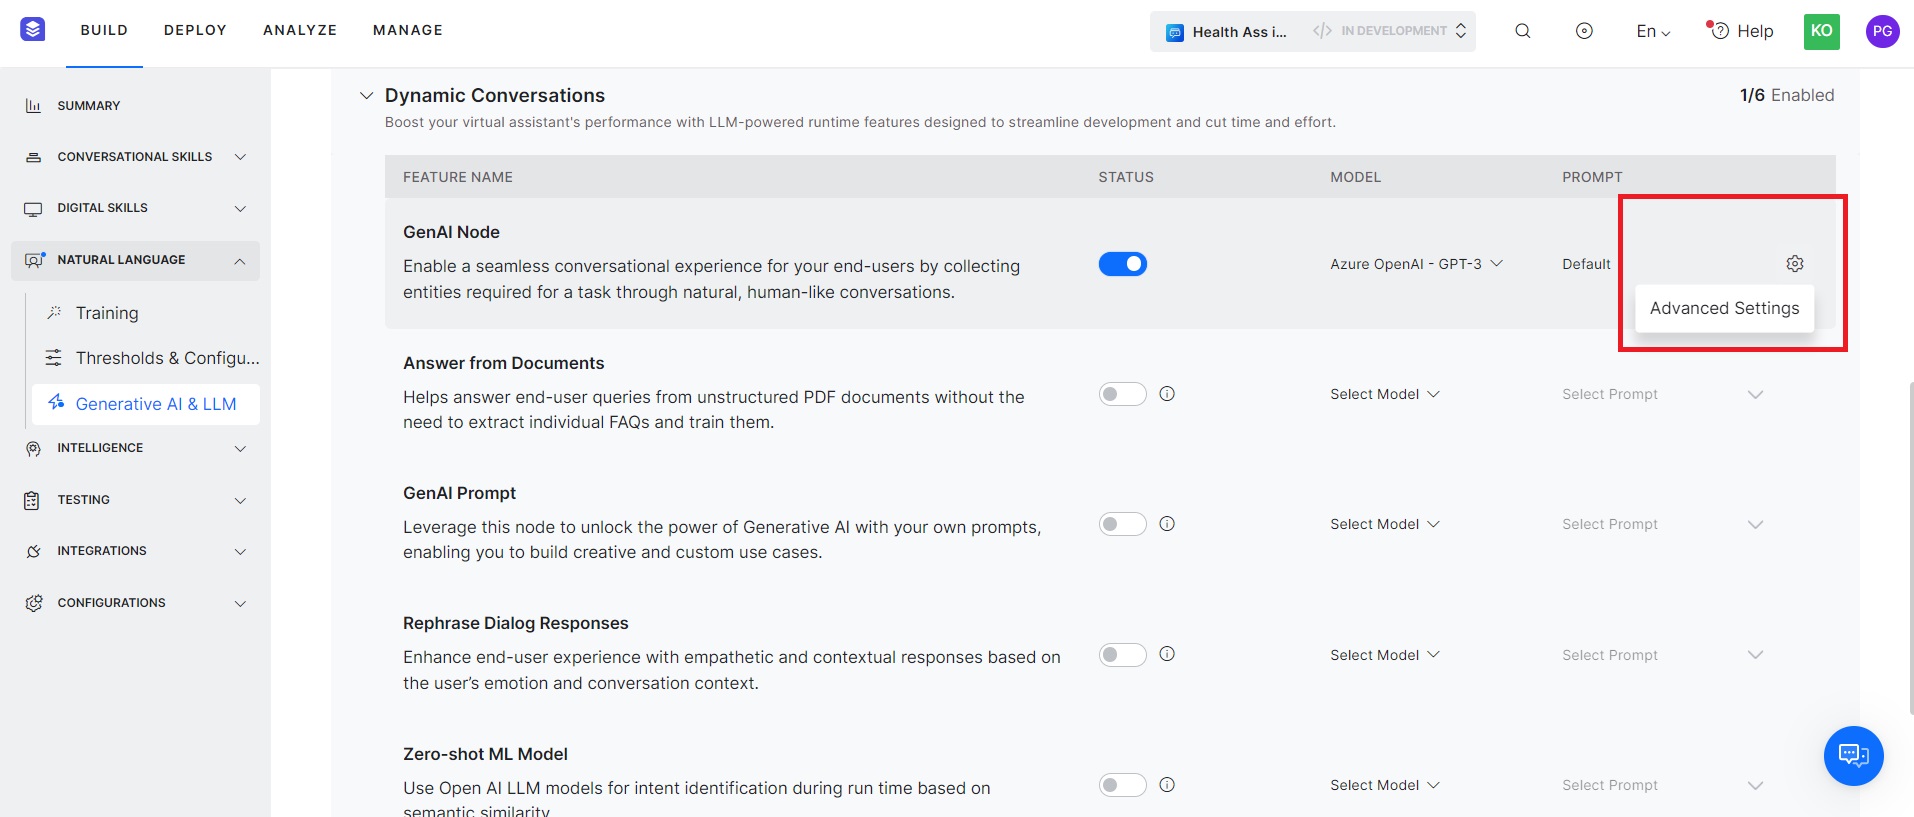 BUILD DEPLOY ANALYZE MANAGE Health Ass i... IN DEVELOPMENT En Help KO PG
SUMMARY
CONVERSATIONAL SKILLS
DIGITAL SKILLS
NATURAL LANGUAGE
Training
Thresholds & Configu...
Generative AI & LLM
INTELLIGENCE
TESTING
INTEGRATIONS
CONFIGURATIONS
Dynamic Conversations 1/6 Enabled
Boost your virtual assistant's performance with LLM-powered runtime features designed to streamline development and cut time and effort.
FEATURE NAME STATUS MODEL PROMPT
GenAI Node
Enable a seamless conversational experience for your end-users by collecting
entities required for a task through natural, human-like conversations.
Azure OpenAI - GPT-3 Default
Advanced Settings
Answer from Documents
Helps answer end-user queries from unstructured PDF documents without the
need to extract individual FAQs and train them.
Select Model Select Prompt
GenAI Prompt
Leverage this node to unlock the power of Generative AI with your own prompts,
enabling you to build creative and custom use cases.
Select Model Select Prompt
Rephrase Dialog Responses
Enhance end-user experience with empathetic and contextual responses based on
the user’s emotion and conversation context.
Select Model Select Prompt
Zero-shot ML Model
Use Open AI LLM models for intent identification during run time based on
semantic similarity
Select Model Select Prompt